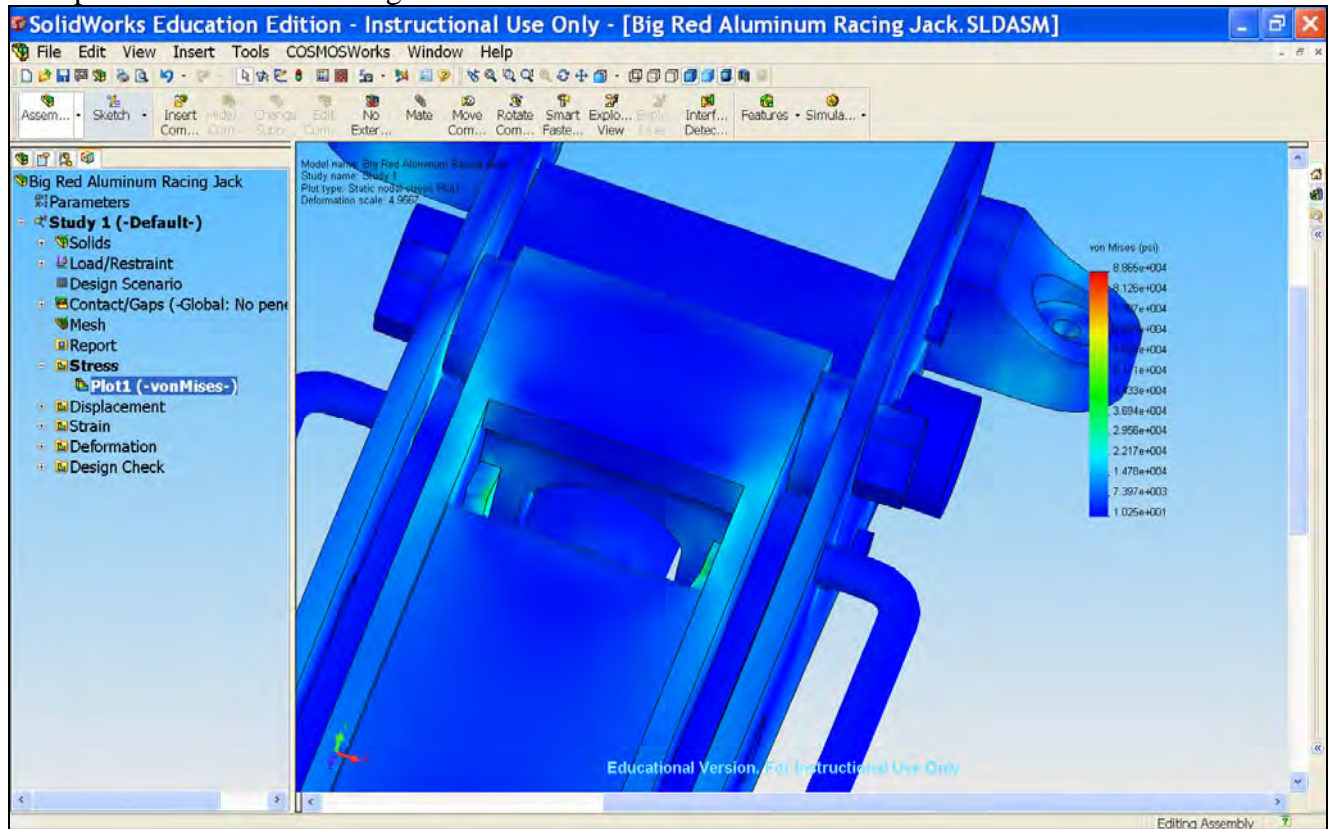 SolidWorks Education Edition - Instructional Use Only - [Big Red Aluminum Racing Jack.SLDASM]
File Edit View Insert Tools COSMOSWorks Window Help
Assem... Sketch Insert Com... No Exter... Mate Move Com... Rotate Com... Smart Faste... Explo... View Interf... Detec... Features Simula...
Big Red Aluminum Racing Jack
Parameters
Study 1 (-Default-)
Solids
Load/Restraint
Design Scenario
Contact/Gaps (-Global: No pene
Mesh
Report
Stress
Plot1 (-vonMises-)
Displacement
Strain
Deformation
Design Check
Model name: Big Red Aluminum Racing
Study name: Study 1
Plot type: Static nodal stress Plot1
Deformation scale: 4.9567
von Mises (psi)
8.126e+004
3.694e+004
2.956e+004
2.217e+004
1.478e+004
7.397e+003
1.025e+001
Educational Version. For Instructional Use Only
Editing Assembly